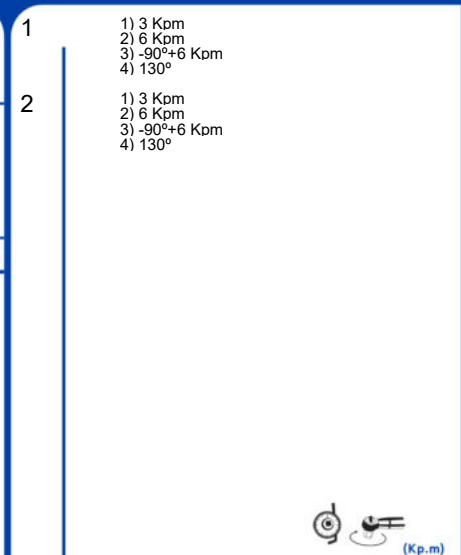 1
1) 3 Kpm
2) 6 Kpm
3) -90º+6 Kpm
4) 130º
2
1) 3 Kpm
2) 6 Kpm
3) -90º+6 Kpm
4) 130º
(Kp.m)